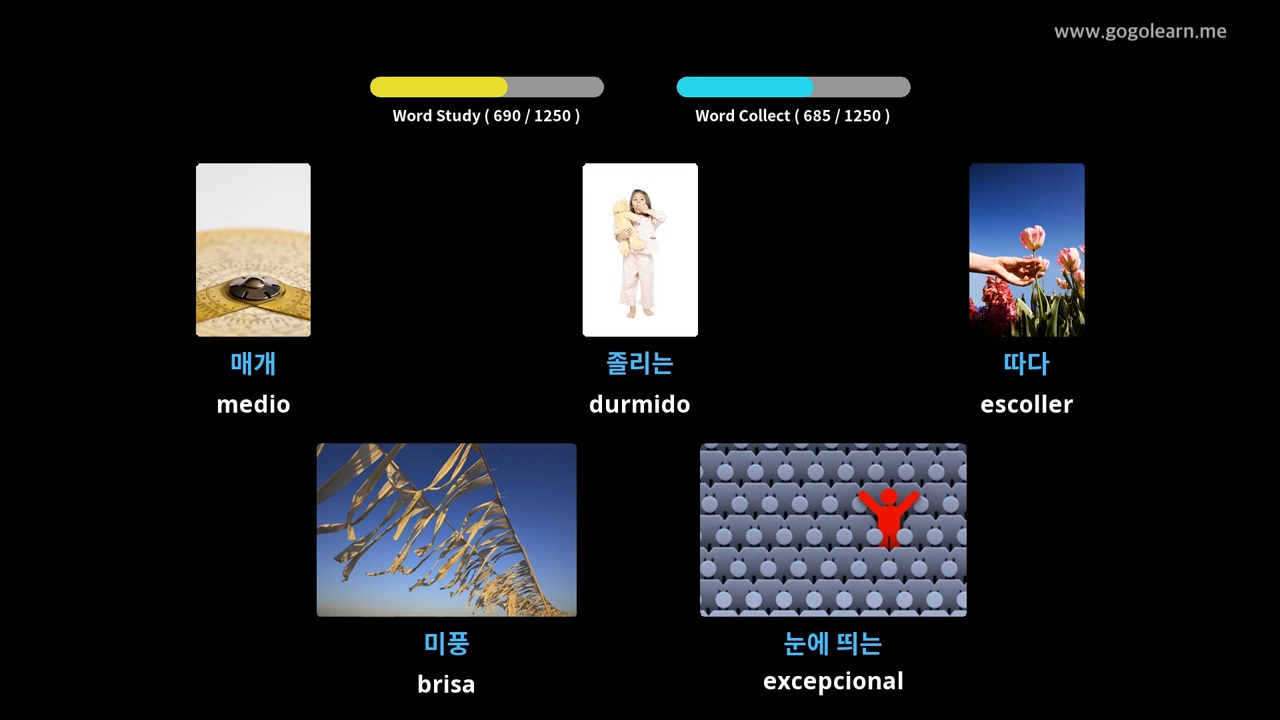 www.gogolearn.me
Word Study ( 690 / 1250 )
Word Collect ( 685 / 1250 )
매개
medio
졸리는
durmido
따다
escoller
미풍
brisa
눈에 띄는
excepcional